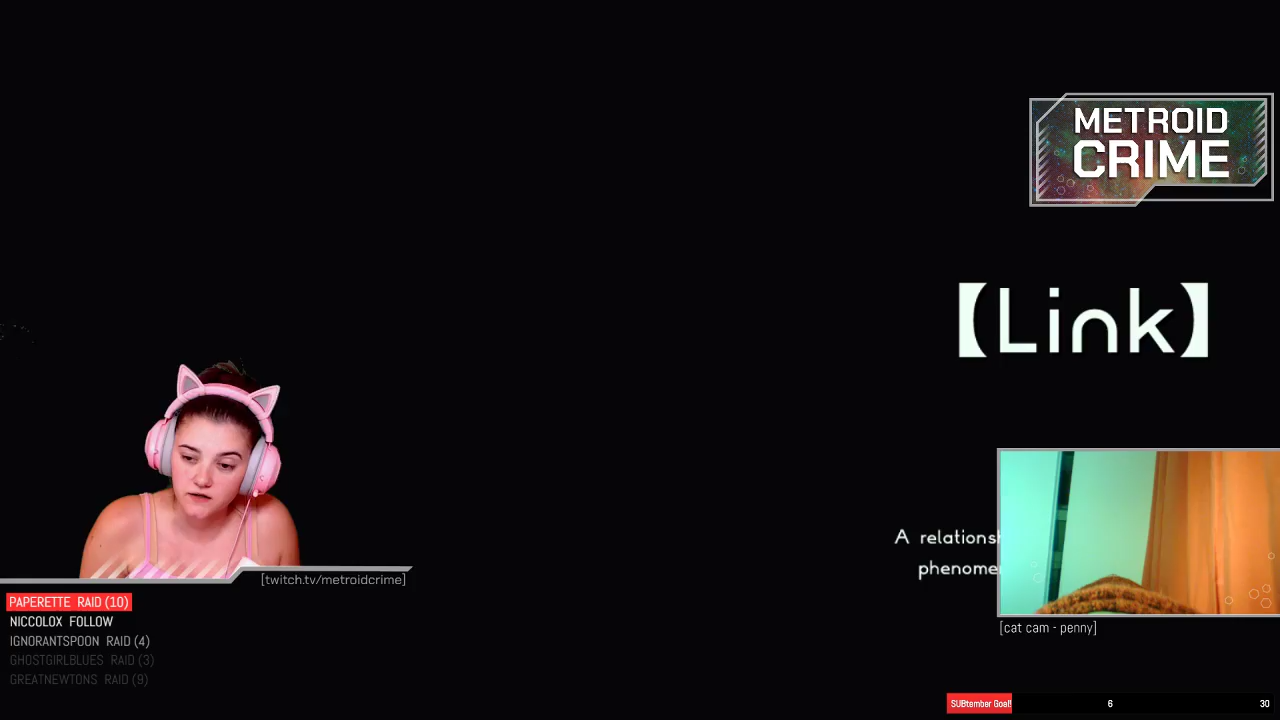 METROID
CRIME
【Link】
A relations
phenome
[twitch.tv/metroidcrime]
PAPERETTE RAID (10)
NICCOLOX FOLLOW
IGNORANTSPOON RAID (4)
GHOSTGIRLBLUES RAID (3)
GREATNEWTONS RAID (9)
[cat cam - penny]
SUBtember Goal! 6 30